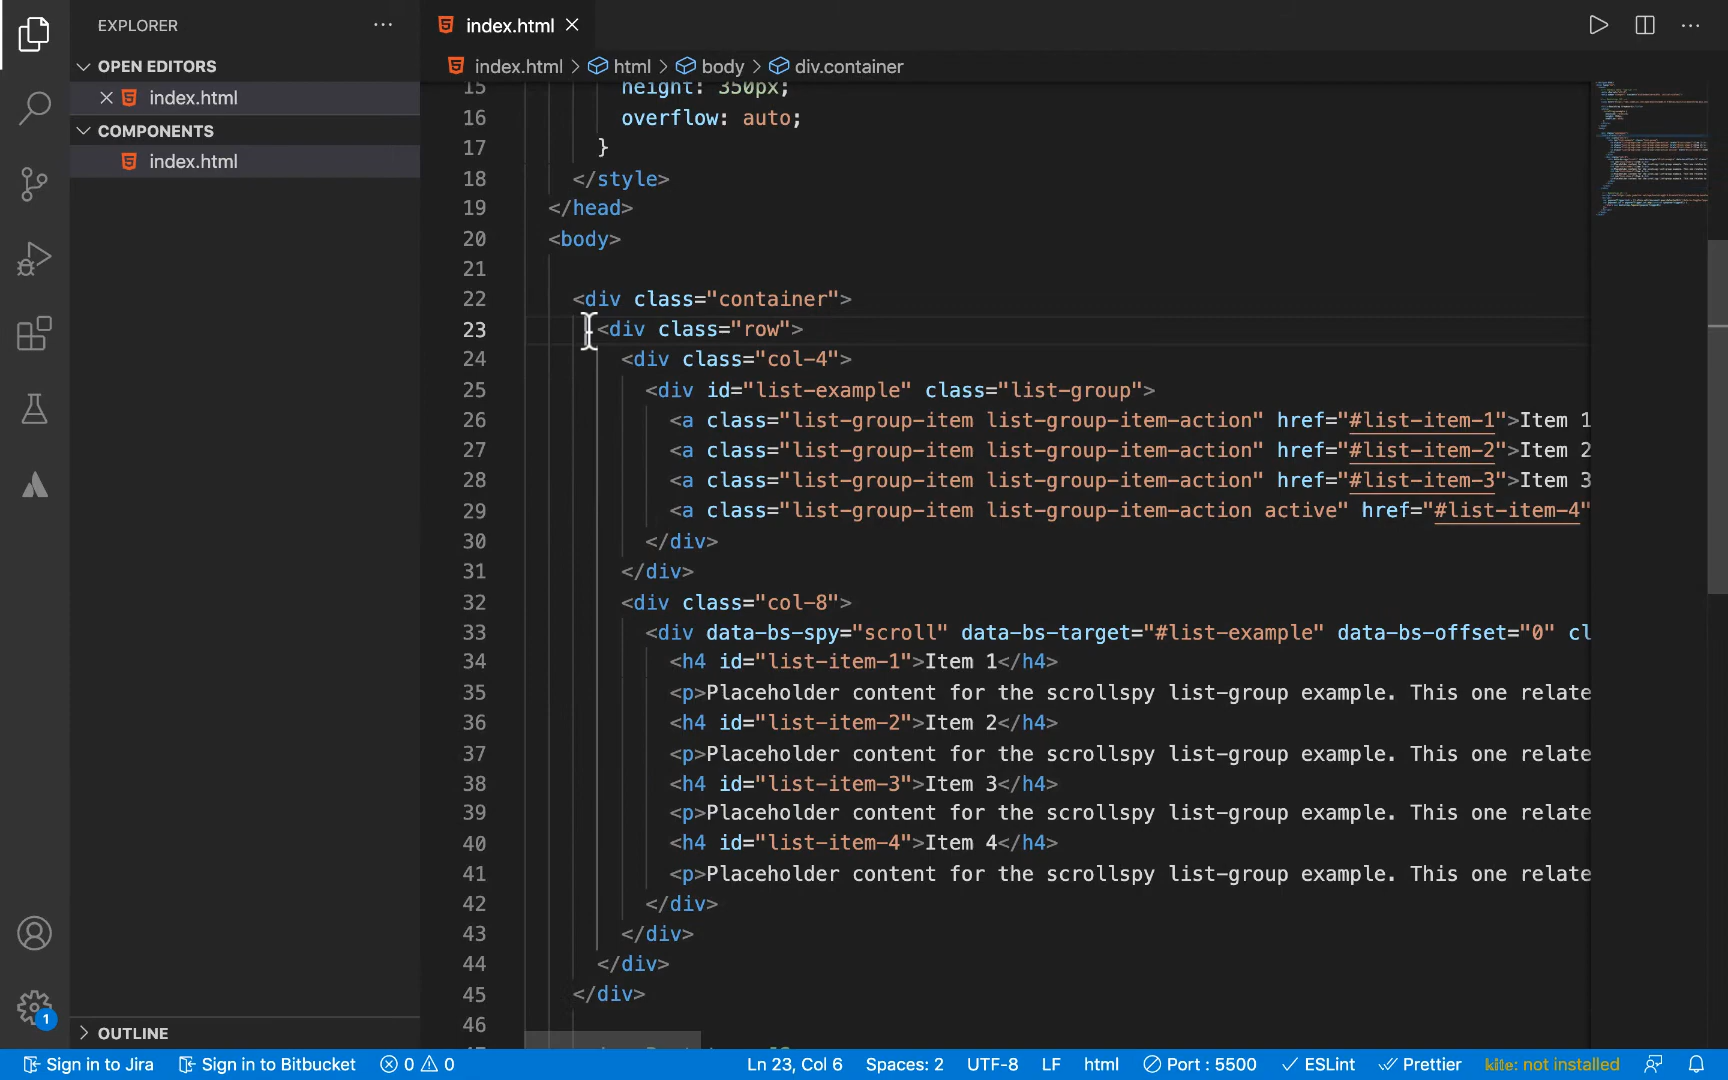 EXPLORER
index.html
OPEN EDITORS
index.html
COMPONENTS
index.html
index.html > html > body > div.container
15 height: 350px;
16 overflow: auto;
17 }
18 </style>
19 </head>
20 <body>
21
22 <div class="container">
23 <div class="row">
24 <div class="col-4">
25 <div id="list-example" class="list-group">
26 <a class="list-group-item list-group-item-action" href="#list-item-1">Item 1
27 <a class="list-group-item list-group-item-action" href="#list-item-2">Item 2
28 <a class="list-group-item list-group-item-action" href="#list-item-3">Item 3
29 <a class="list-group-item list-group-item-action active" href="#list-item-4"
30 </div>
31 </div>
32 <div class="col-8">
33 <div data-bs-spy="scroll" data-bs-target="#list-example" data-bs-offset="0" cl
34 <h4 id="list-item-1">Item 1</h4>
35 <p>Placeholder content for the scrollspy list-group example. This one relate
36 <h4 id="list-item-2">Item 2</h4>
37 <p>Placeholder content for the scrollspy list-group example. This one relate
38 <h4 id="list-item-3">Item 3</h4>
39 <p>Placeholder content for the scrollspy list-group example. This one relate
40 <h4 id="list-item-4">Item 4</h4>
41 <p>Placeholder content for the scrollspy list-group example. This one relate
42 </div>
43 </div>
44 </div>
45 </div>
46
1
OUTLINE
Sign in to Jira Sign in to Bitbucket 0 0 Ln 23, Col 6 Spaces: 2 UTF-8 LF html Port : 5500 ESLint Prettier kite: not installed